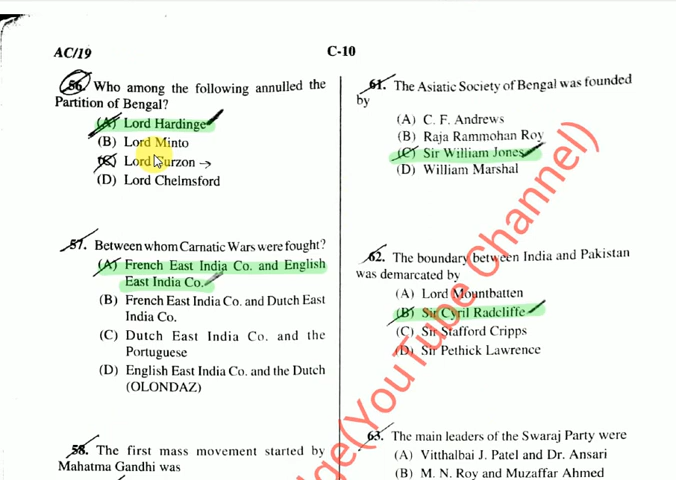 AC/19
C-10
56. Who among the following annulled the
Partition of Bengal?
(A) Lord Hardinge
(B) Lord Minto
(C) Lord Curzon
(D) Lord Chelmsford
57. Between whom Carnatic Wars were fought?
(A) French East India Co. and English
East India Co.
(B) French East India Co. and Dutch East
India Co.
(C) Dutch East India Co. and the
Portuguese
(D) English East India Co. and the Dutch
(OLONDAZ)
58. The first mass movement started by
Mahatma Gandhi was
61. The Asiatic Society of Bengal was founded
by
(A) C. F. Andrews
(B) Raja Rammohan Roy
(C) Sir William Jones
(D) William Marshal
62. The boundary between India and Pakistan
was demarcated by
(A) Lord Mountbatten
(B) Sir Cyril Radcliffe
(C) Sir Stafford Cripps
(D) Sir Pethick Lawrence
63. The main leaders of the Swaraj Party were
(A) Vitthalbai J. Patel and Dr. Ansari
(B) M. N. Roy and Muzaffar Ahmed
(YouTube Channel)